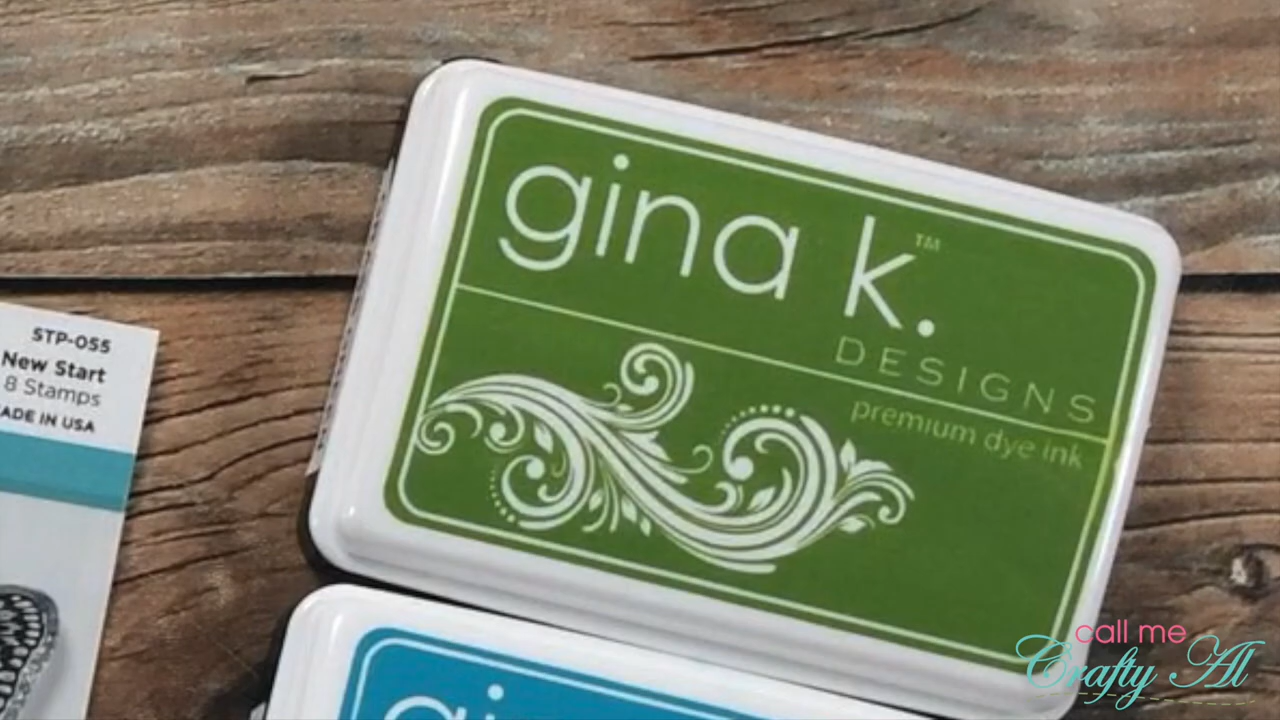 gina k.™
DESIGNS
premium dye ink
STP-055
New Start
8 Stamps
ADE IN USA
gi
call me
Crafty Al